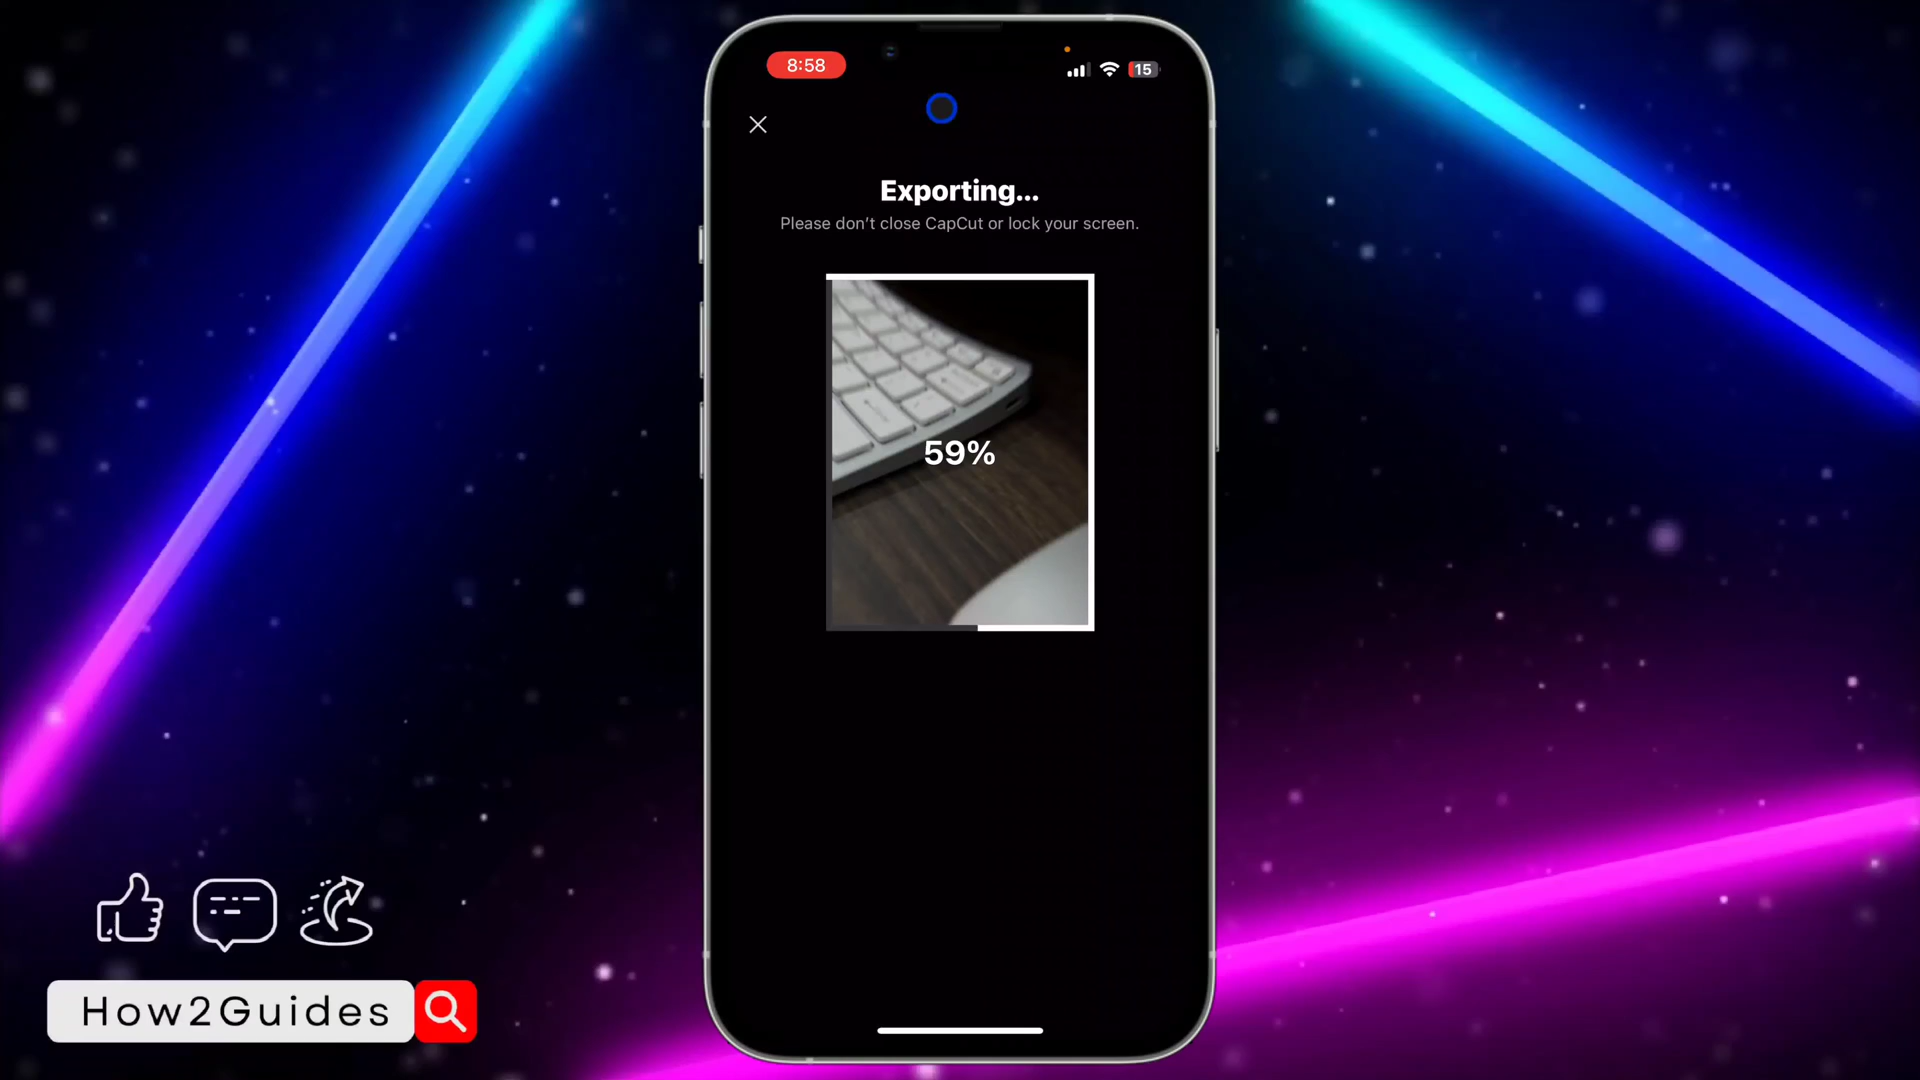 8:58
15
Exporting...
Please don't close CapCut or lock your screen.
59%
How2Guides